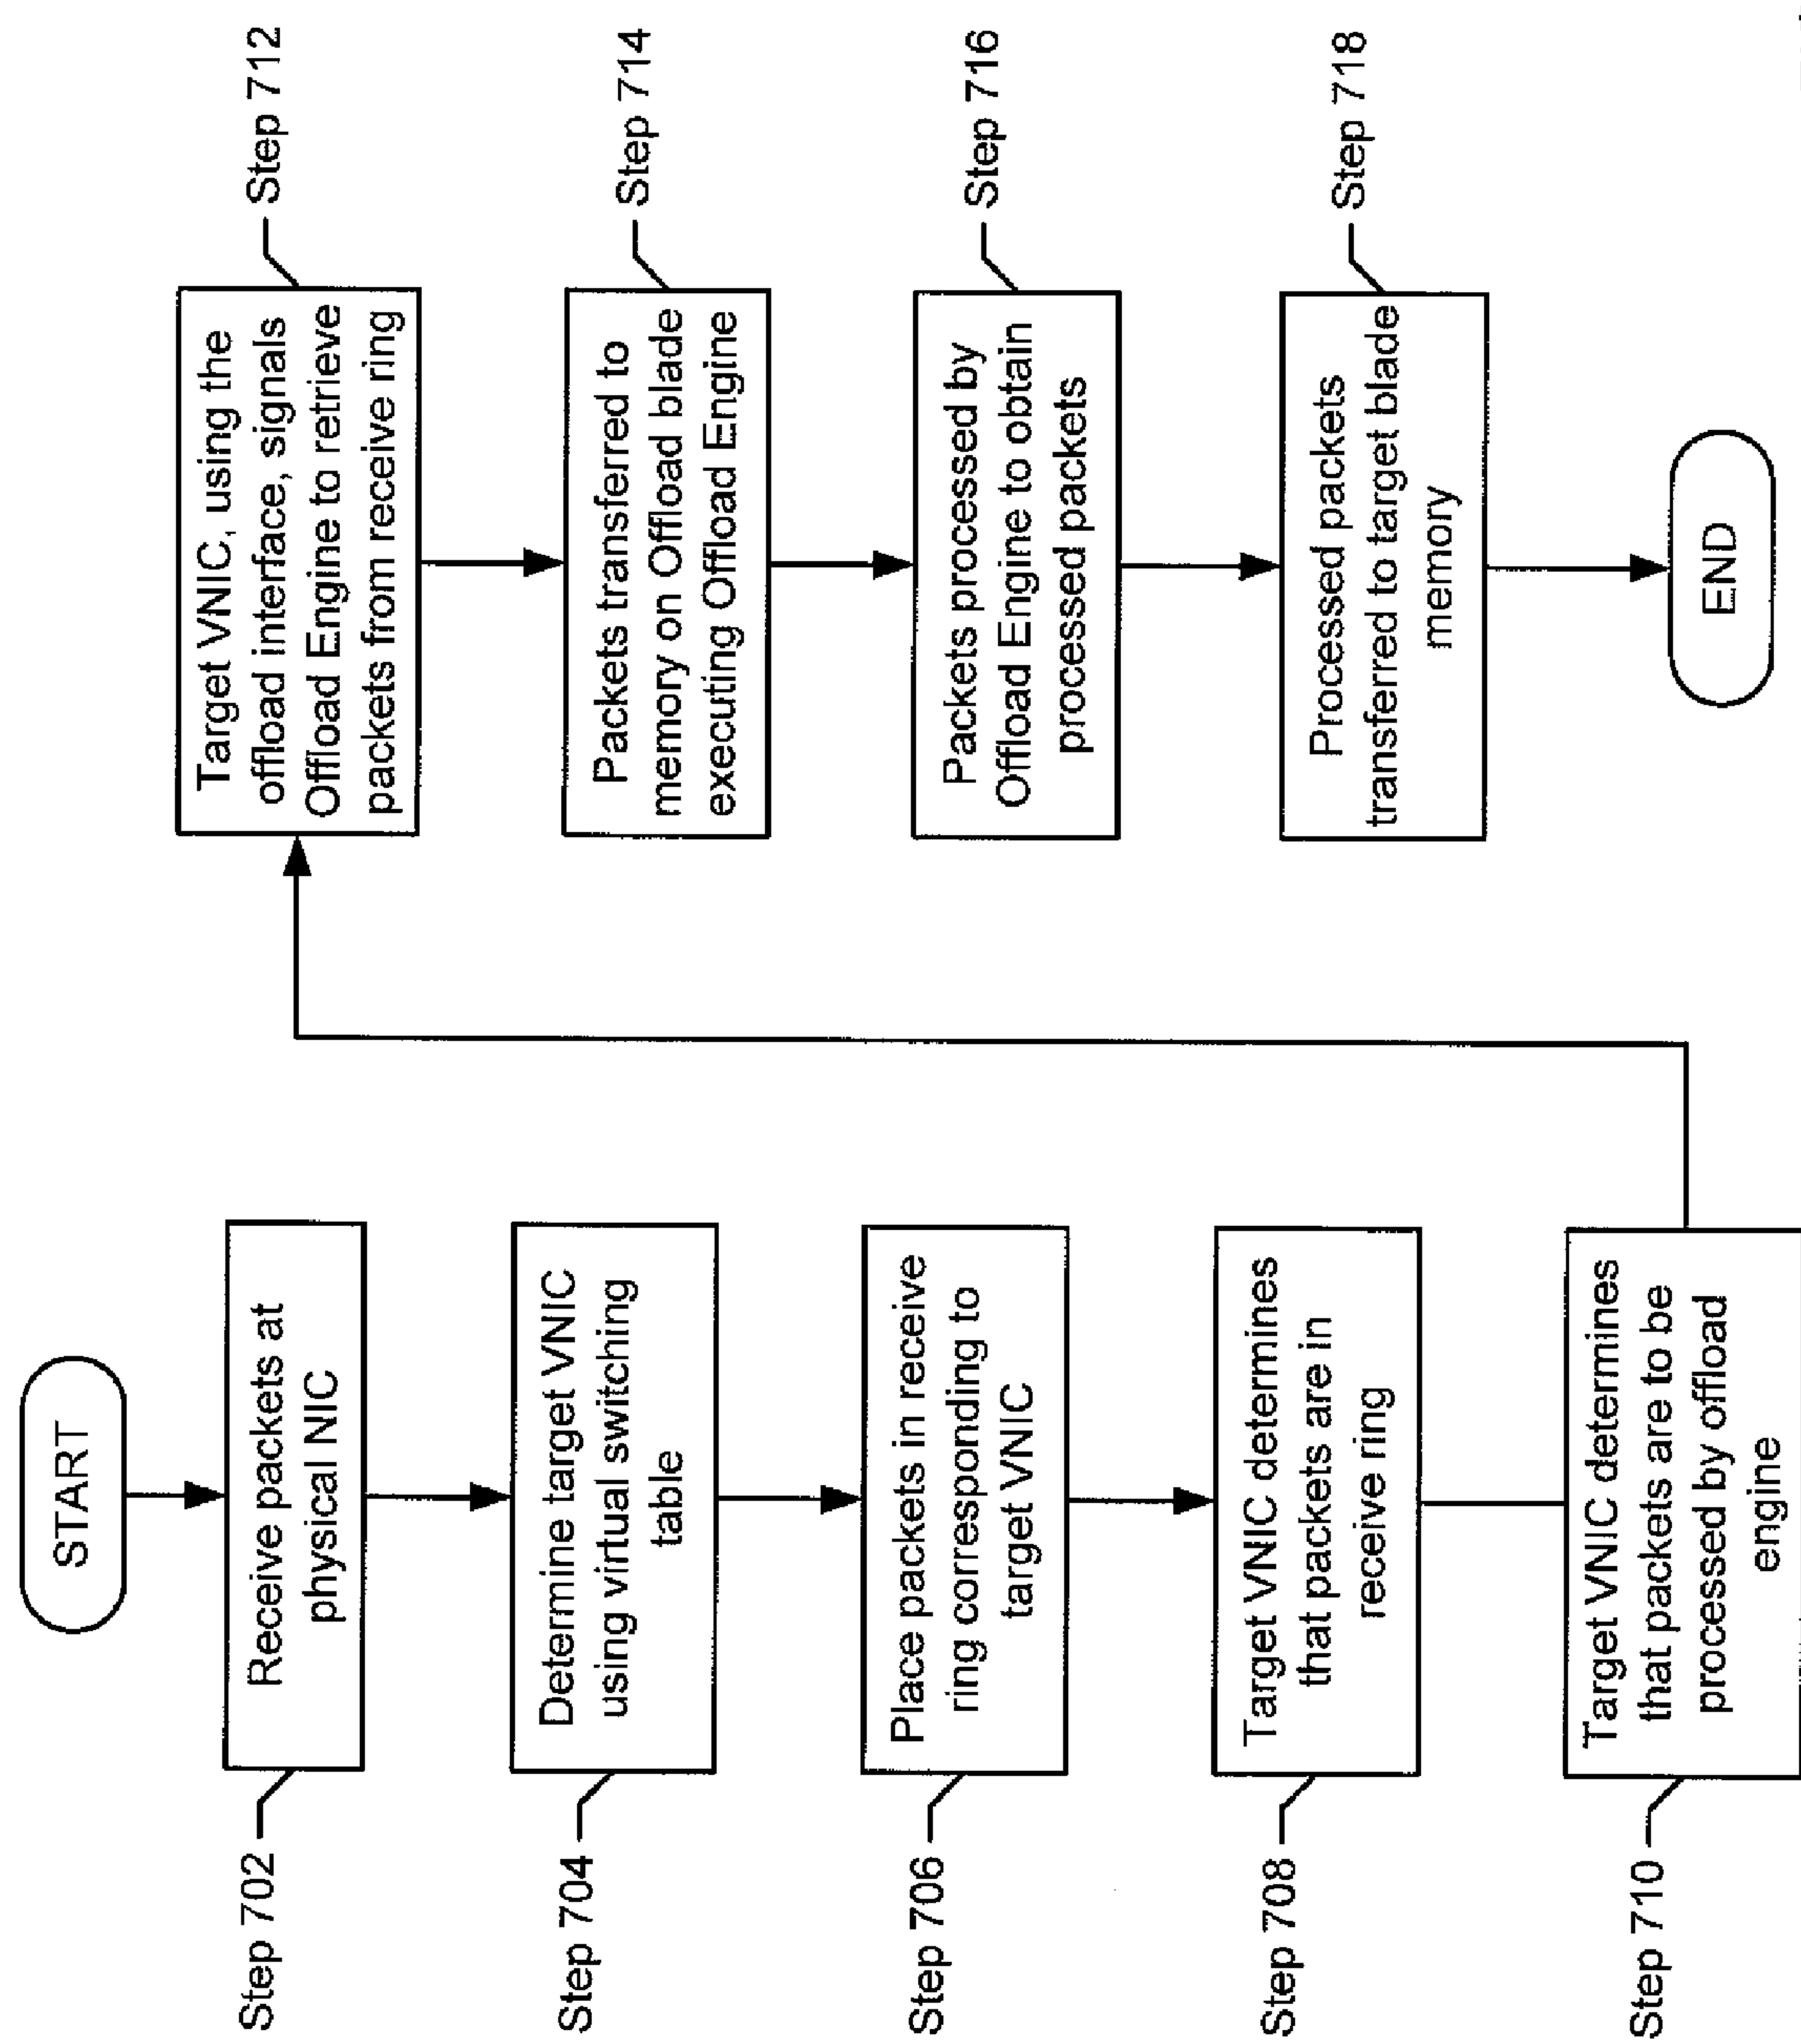 START
Step 702
Receive packets at
physical NIC
Step 704
Determine target VNIC
using virtual switching
table
Step 706
Place packets in receive
ring corresponding to
target VNIC
Step 708
Target VNIC determines
that packets are in
receive ring
Step 710
Target VNIC determines
that packets are to be
processed by offload
engine
Step 712
Target VNIC, using the
offload interface, signals
Offload Engine to retrieve
packets from receive ring
Step 714
Packets transferred to
memory on Offload blade
executing Offload Engine
Step 716
Packets processed by
Offload Engine to obtain
processed packets
Step 718
Processed packets
transferred to target blade
memory
END